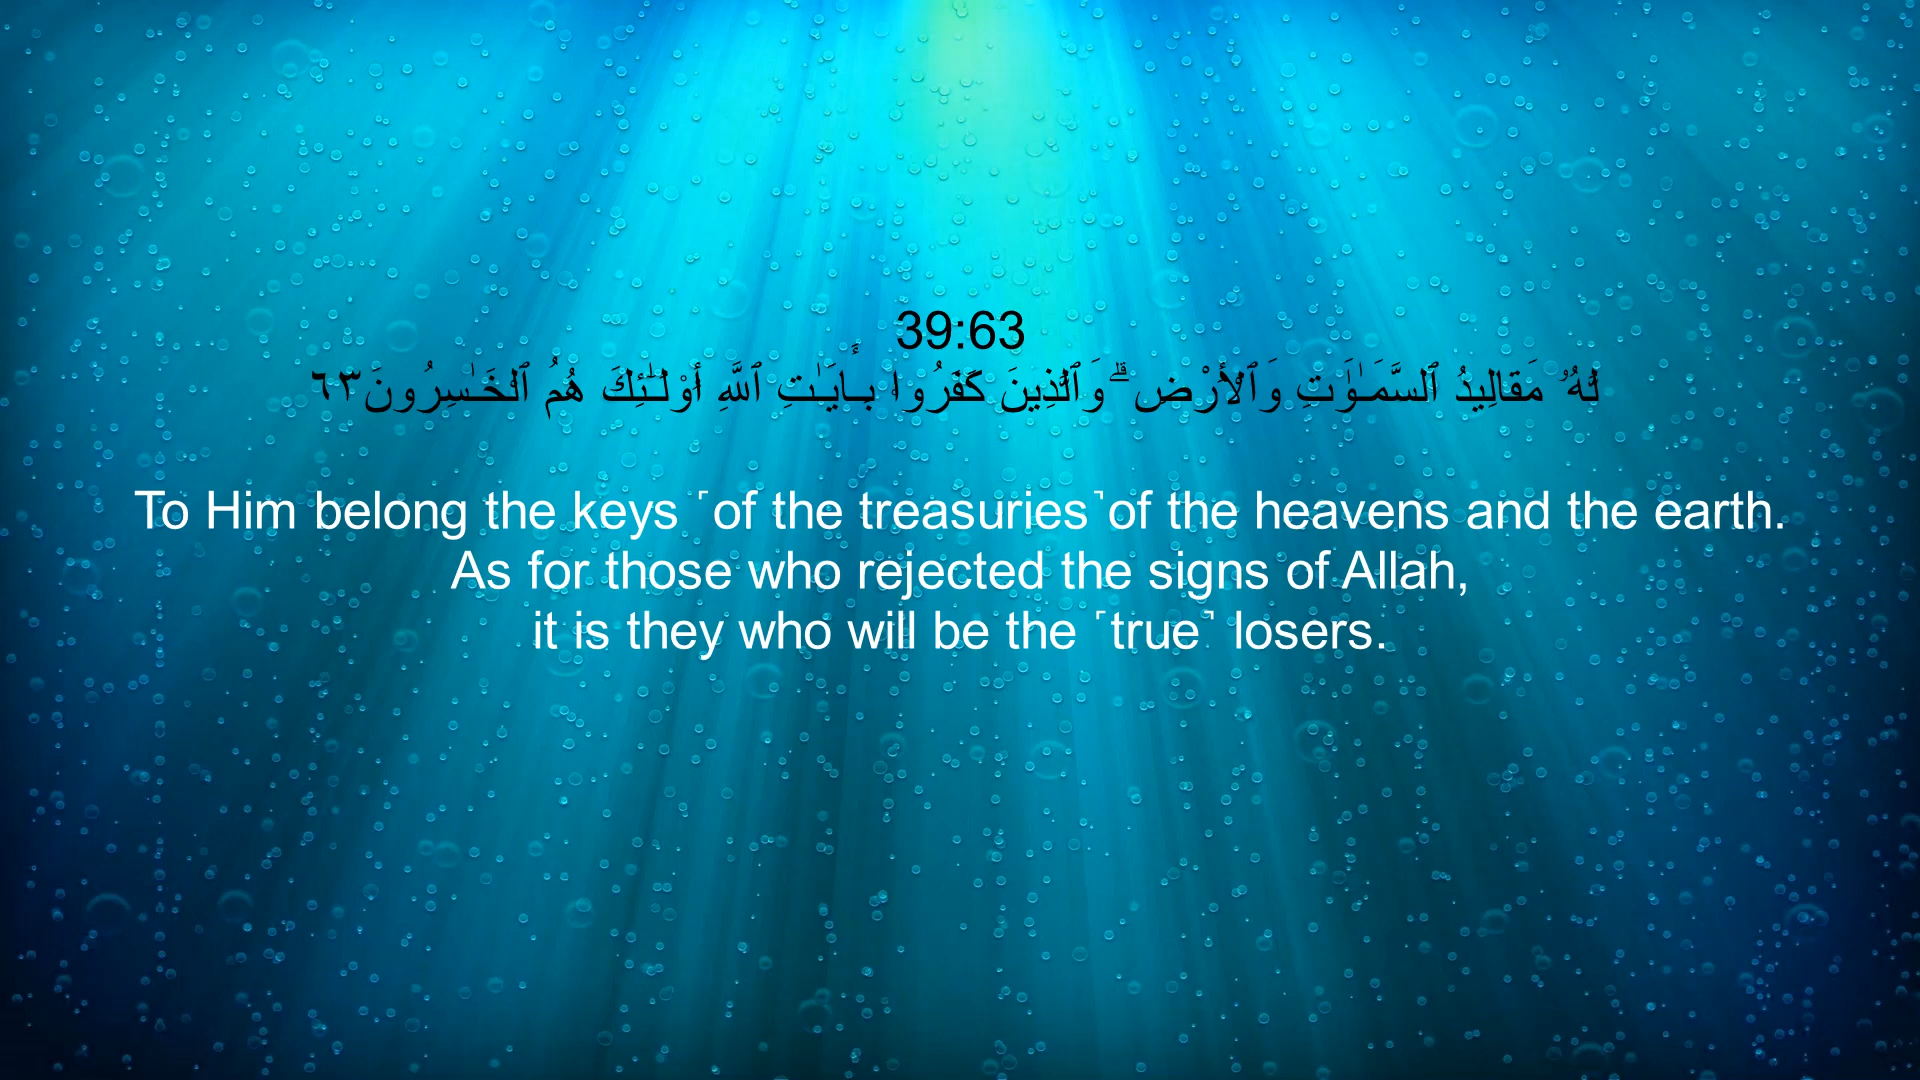 39:63
لَّهُۥ مَقَالِيدُ ٱلسَّمَـٰوَٰتِ وَٱلْأَرْضِ ۗ وَٱلَّذِينَ كَفَرُوا۟ بِـَٔايَـٰتِ ٱللَّهِ أُو۟لَـٰٓئِكَ هُمُ ٱلْخَـٰسِرُونَ ٦٣
To Him belong the keys ˹of the treasuries˺of the heavens and the earth.
As for those who rejected the signs of Allah,
it is they who will be the ˹true˺ losers.